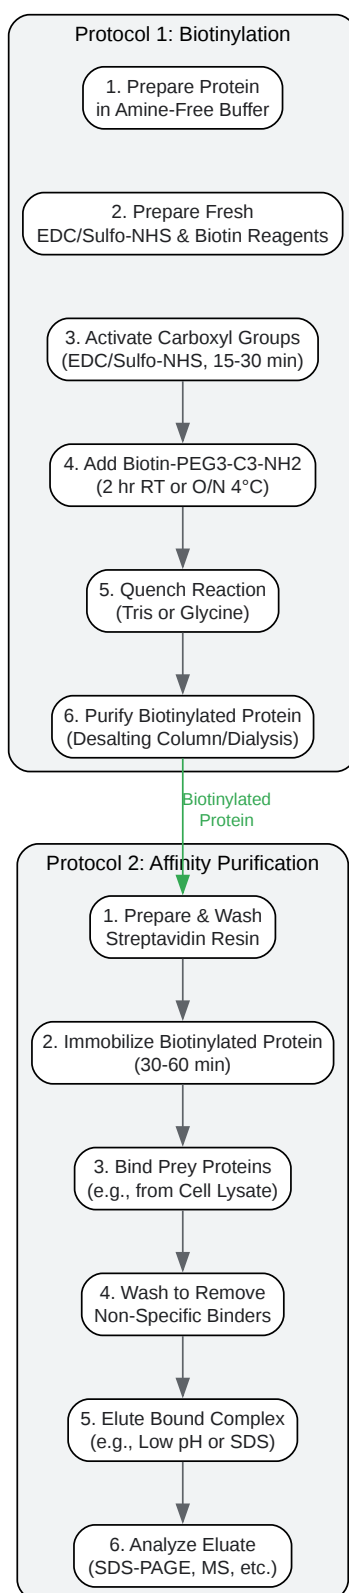 Protocol 1: Biotinylation
1. Prepare Protein
in Amine-Free Buffer
2. Prepare Fresh
EDC/Sulfo-NHS & Biotin Reagents
3. Activate Carboxyl Groups
(EDC/Sulfo-NHS, 15-30 min)
4. Add Biotin-PEG3-C3-NH2
(2 hr RT or O/N 4°C)
5. Quench Reaction
(Tris or Glycine)
6. Purify Biotinylated Protein
(Desalting Column/Dialysis)
Biotinylated
Protein
Protocol 2: Affinity Purification
1. Prepare & Wash
Streptavidin Resin
2. Immobilize Biotinylated Protein
(30-60 min)
3. Bind Prey Proteins
(e.g., from Cell Lysate)
4. Wash to Remove
Non-Specific Binders
5. Elute Bound Complex
(e.g., Low pH or SDS)
6. Analyze Eluate
(SDS-PAGE, MS, etc.)